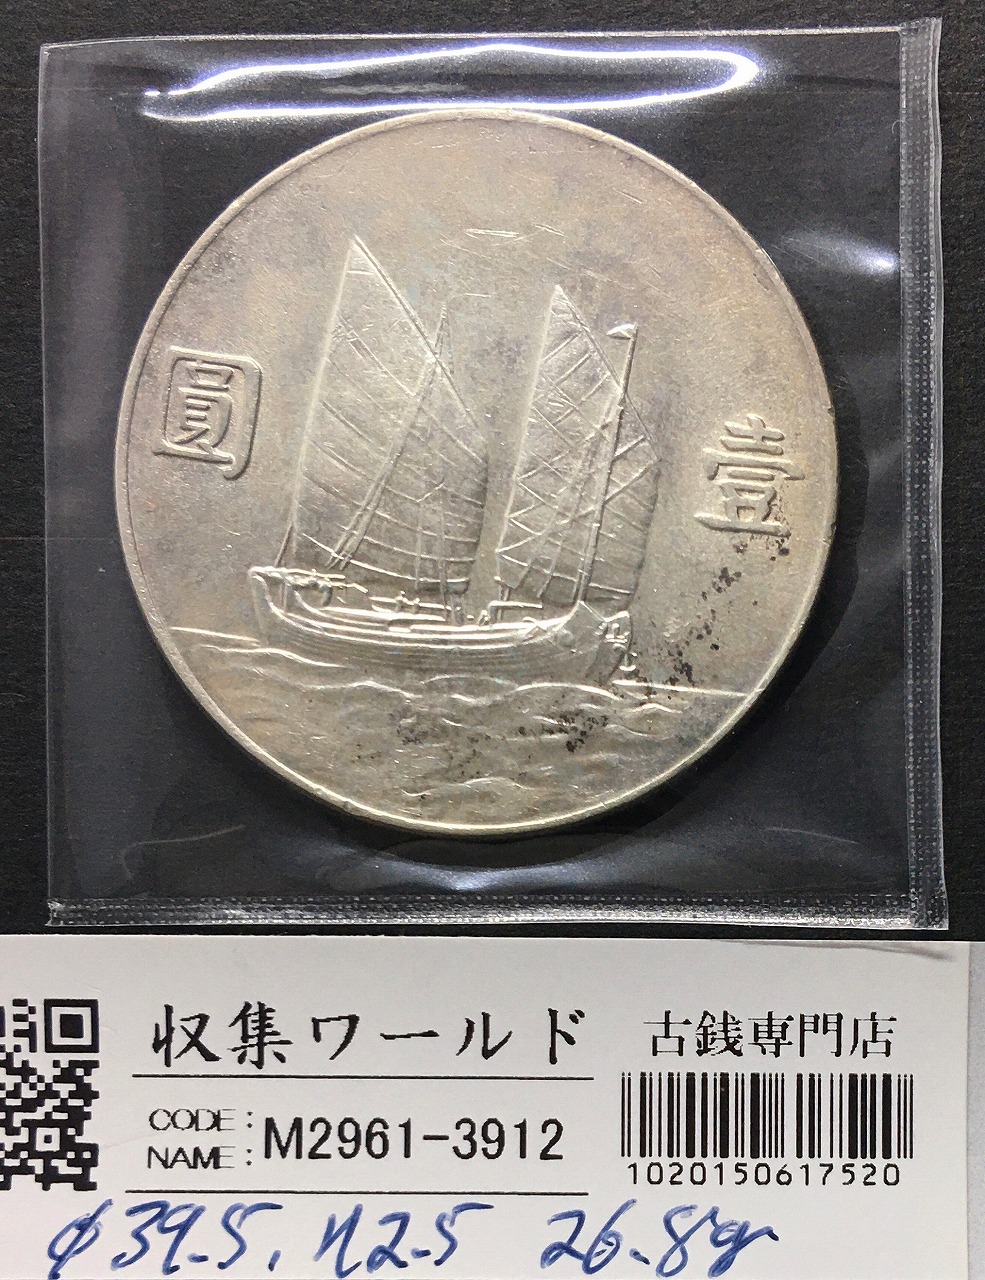 圓 壹
収集ワールド 古銭専門店
CODE:
NAME: M2961-3912
1020150617520
φ39.5, n2.5 26.8g